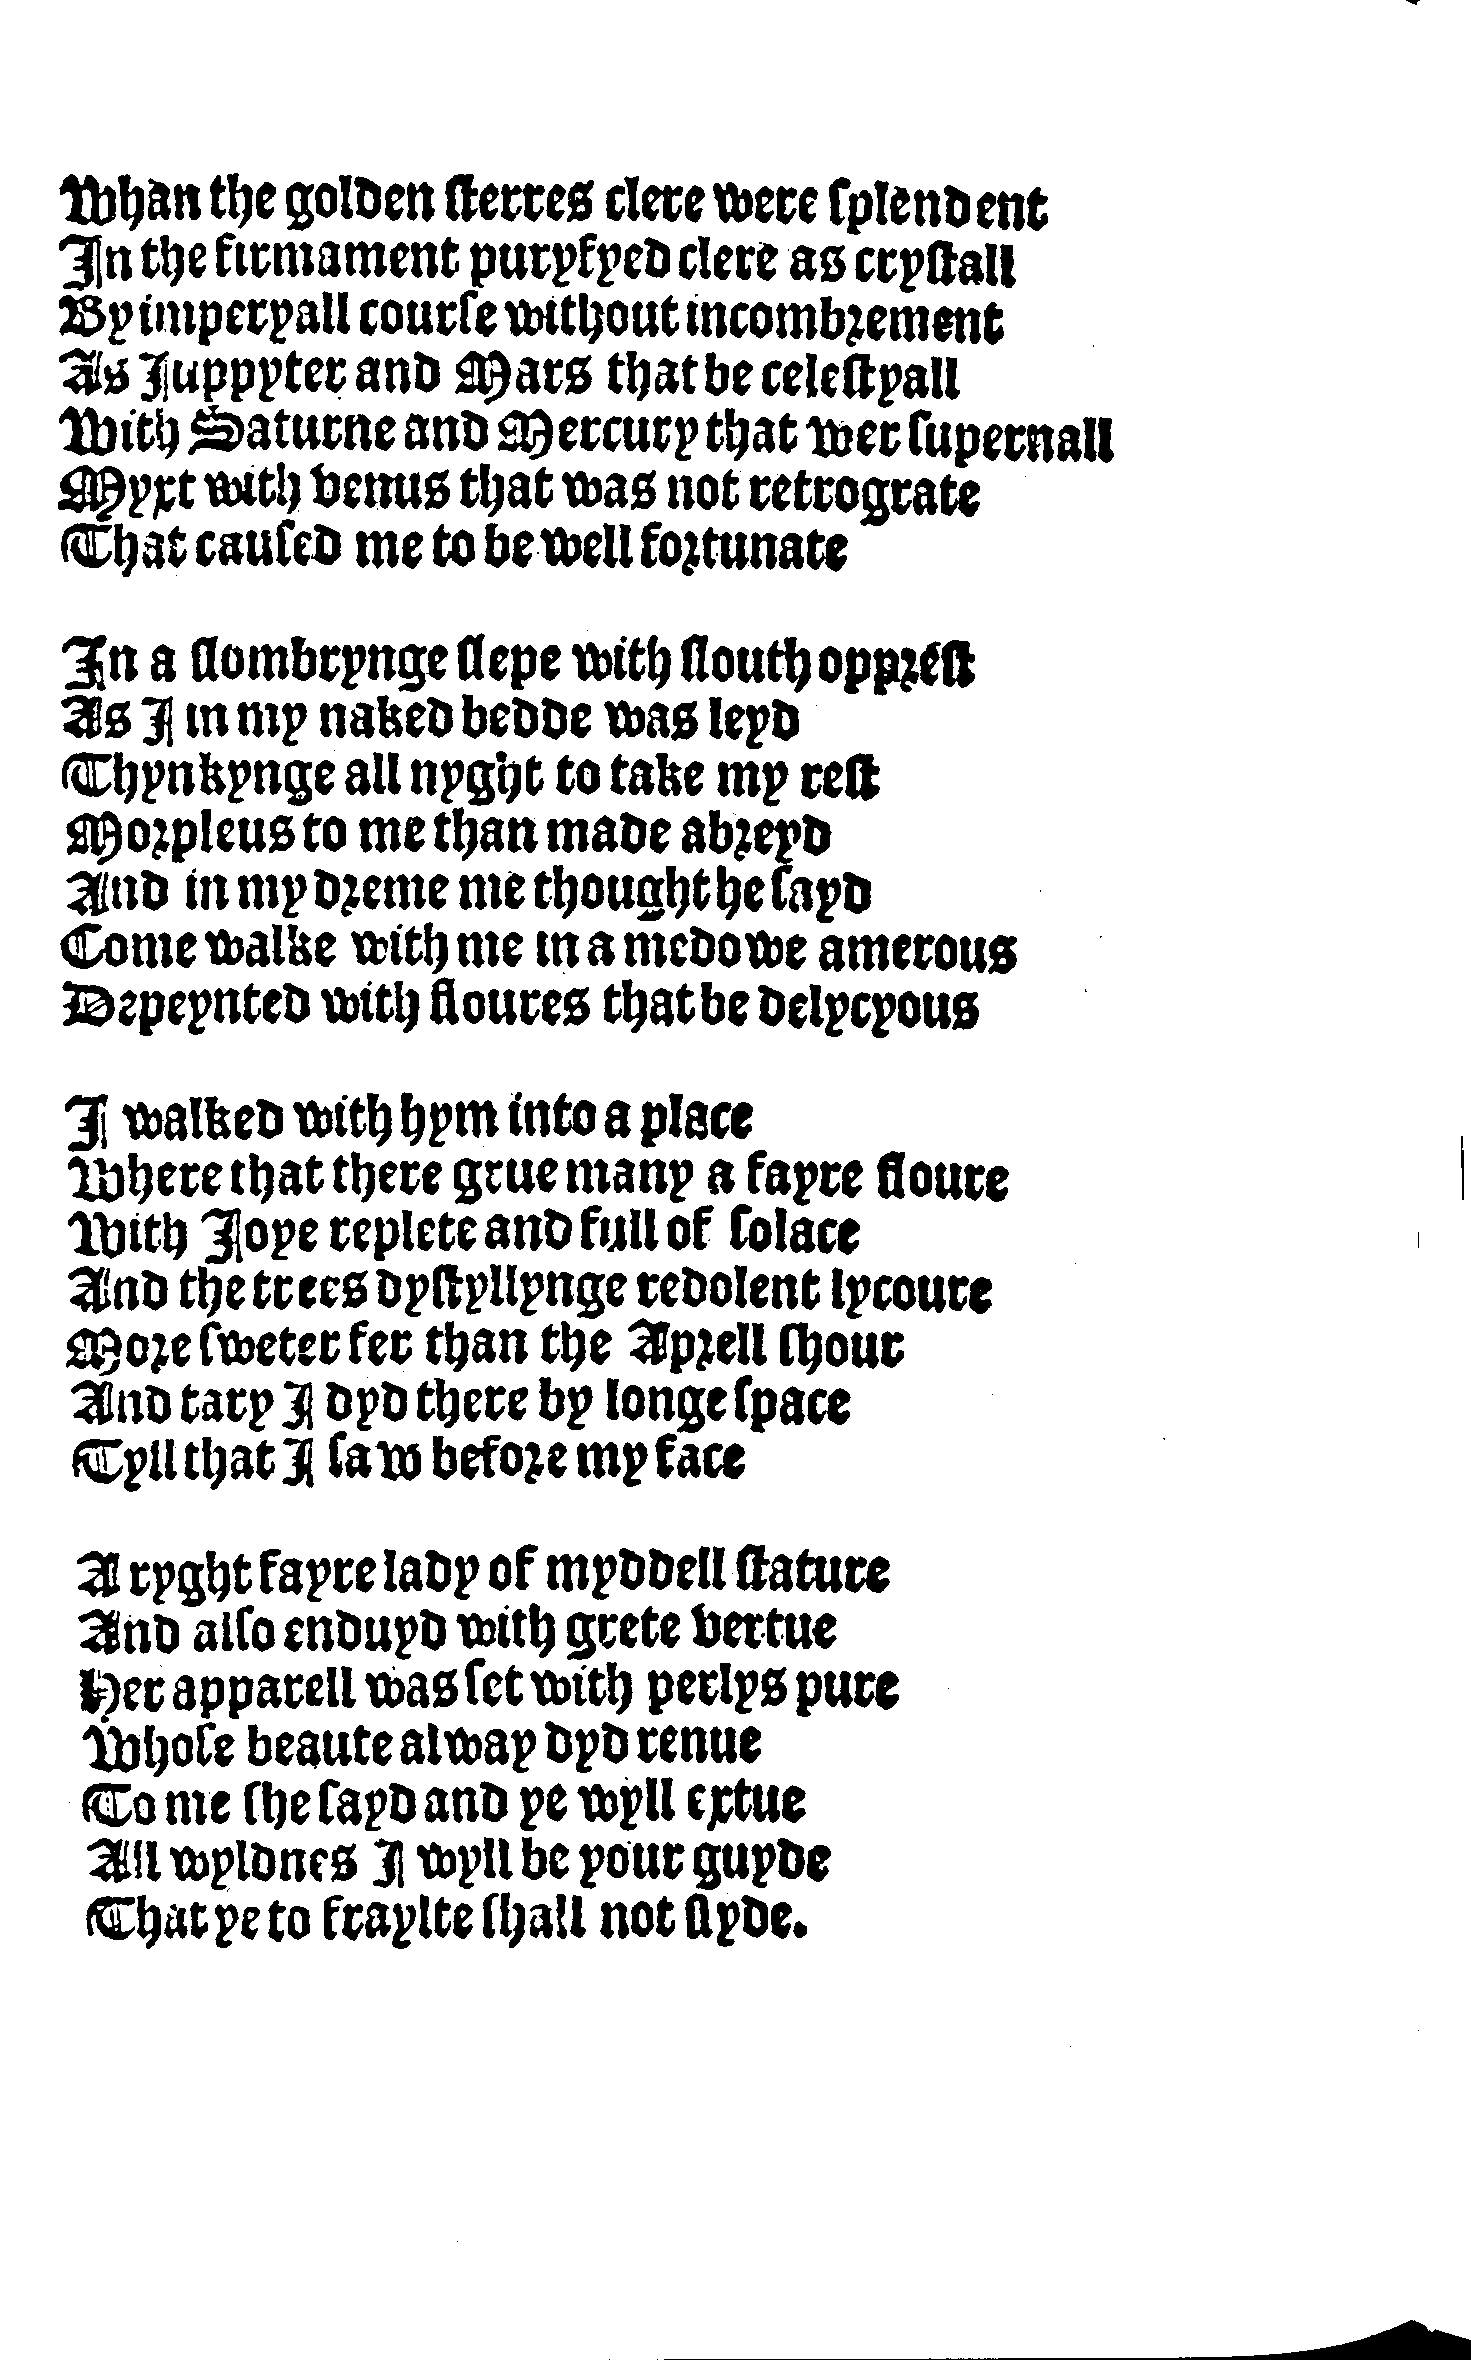 Whan the golden ſterres clere were ſplendent
In the firmament puryfyed clere as cryſtall
By imperyall courſe without incombrement
As Juppyter and Mars that be celeſtyall
With Saturne and Mercury that wer ſupernall
Myxt with venus that was not retrograte
That cauſed me to be well fortunate

In a ſlombrynge ſlepe with ſlouth oppreſt
As I in my naked bedde was leyd
Thynkynge all nyght to take my reſt
Morpleus to me than made abreyd
And in my dreme me thought he ſayd
Come walke with me in a medowe amerous
Depeynted with floures that be delycyous

I walked with hym into a place
Where that there grue many a fayre floure
With Joye replete and full of ſolace
And the trees dyſtyllynge redolent lycoure
More ſweter fer than the Aprell ſhour
And tary I dyd there by longe ſpace
Tyll that I ſaw before my face

A ryght fayre lady of myddell ſtature
And alſo enduyd with grete vertue
Her apparell was ſet with perlys pure
Whoſe beaute alway dyd renue
To me ſhe ſayd and ye wyll extue
All wyldnes I wyll be your guyde
That ye to fraylte ſhall not ſlyde.